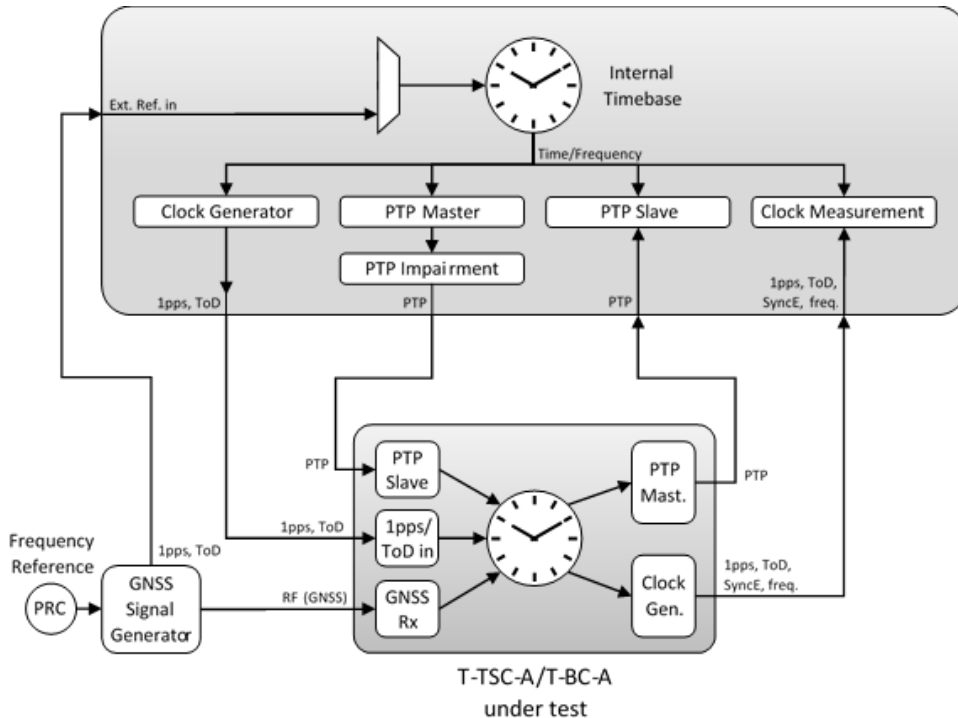 Internal
Timebase
Ext. Ref. in
Time/Frequency
Clock Generator
PTP Master
PTP Slave
Clock Measurement
PTP Impairment
1pps, ToD
PTP
PTP
1pps, ToD,
SyncE, freq.
PTP
PTP
Slave
PTP
Mast.
PTP
1pps, ToD
1pps/
ToD in
Frequency
Reference
1pps, ToD
PRC
GNSS
Signal
Generator
RF (GNSS)
GNSS
Rx
Clock
Gen.
1pps, ToD,
SyncE, freq.
T-TSC-A/T-BC-A
under test